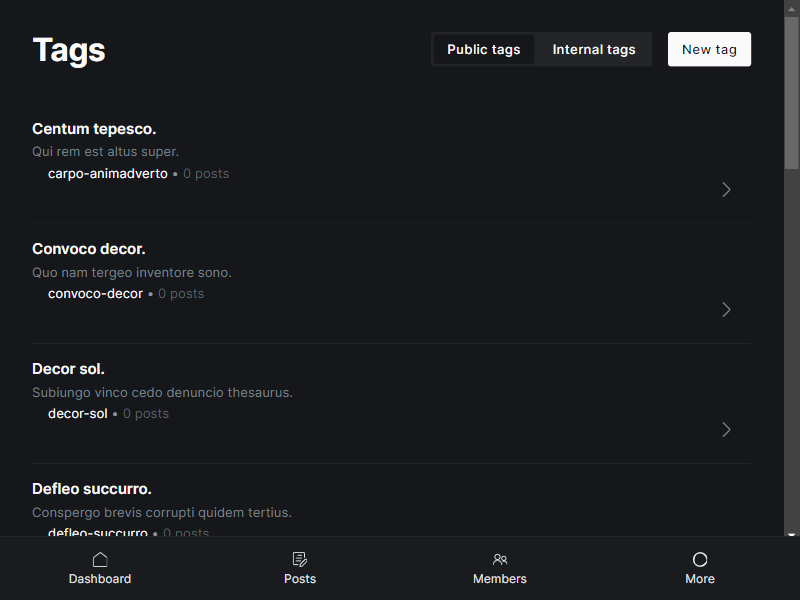 Tags
Public tags Internal tags New tag
Centum tepesco.
Qui rem est altus super.
carpo-animadverto • 0 posts
Convoco decor.
Quo nam tergeo inventore sono.
convoco-decor • 0 posts
Decor sol.
Subiungo vinco cedo denuncio thesaurus.
decor-sol • 0 posts
Defleo succurro.
Conspergo brevis corrupti quidem tertius.
defleo-succurro • 0 posts
Dashboard Posts Members More